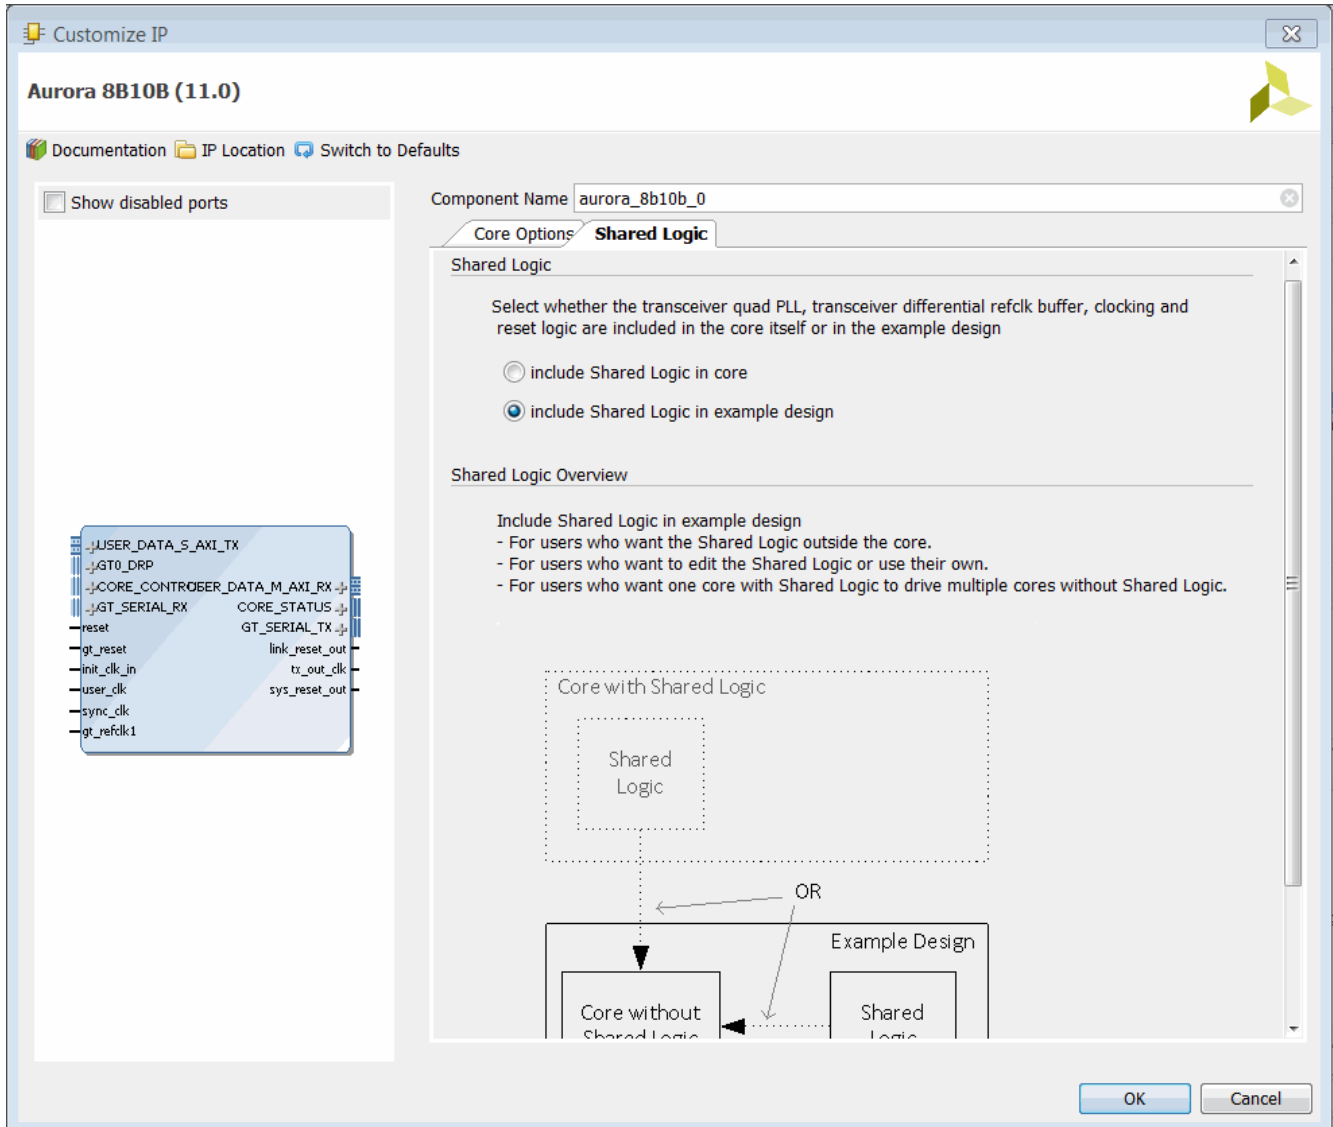 Customize IP
Aurora 8B10B (11.0)
Documentation IP Location Switch to Defaults
Show disabled ports
Component Name aurora_8b10b_0
Core Options Shared Logic
Shared Logic
Select whether the transceiver quad PLL, transceiver differential refclk buffer, clocking and
reset logic are included in the core itself or in the example design
include Shared Logic in core
include Shared Logic in example design
Shared Logic Overview
Include Shared Logic in example design
- For users who want the Shared Logic outside the core.
- For users who want to edit the Shared Logic or use their own.
- For users who want one core with Shared Logic to drive multiple cores without Shared Logic.
USER_DATA_S_AXI_TX
GT0_DRP
CORE_CONTROL USER_DATA_M_AXI_RX
GT_SERIAL_RX CORE_STATUS
reset GT_SERIAL_TX
gt_reset link_reset_out
init_clk_in tx_out_clk
user_clk sys_reset_out
sync_clk
gt_refclk1
Core with Shared Logic
Shared
Logic
OR
Example Design
Core without
Shared Logic
Shared
Logic
OK Cancel